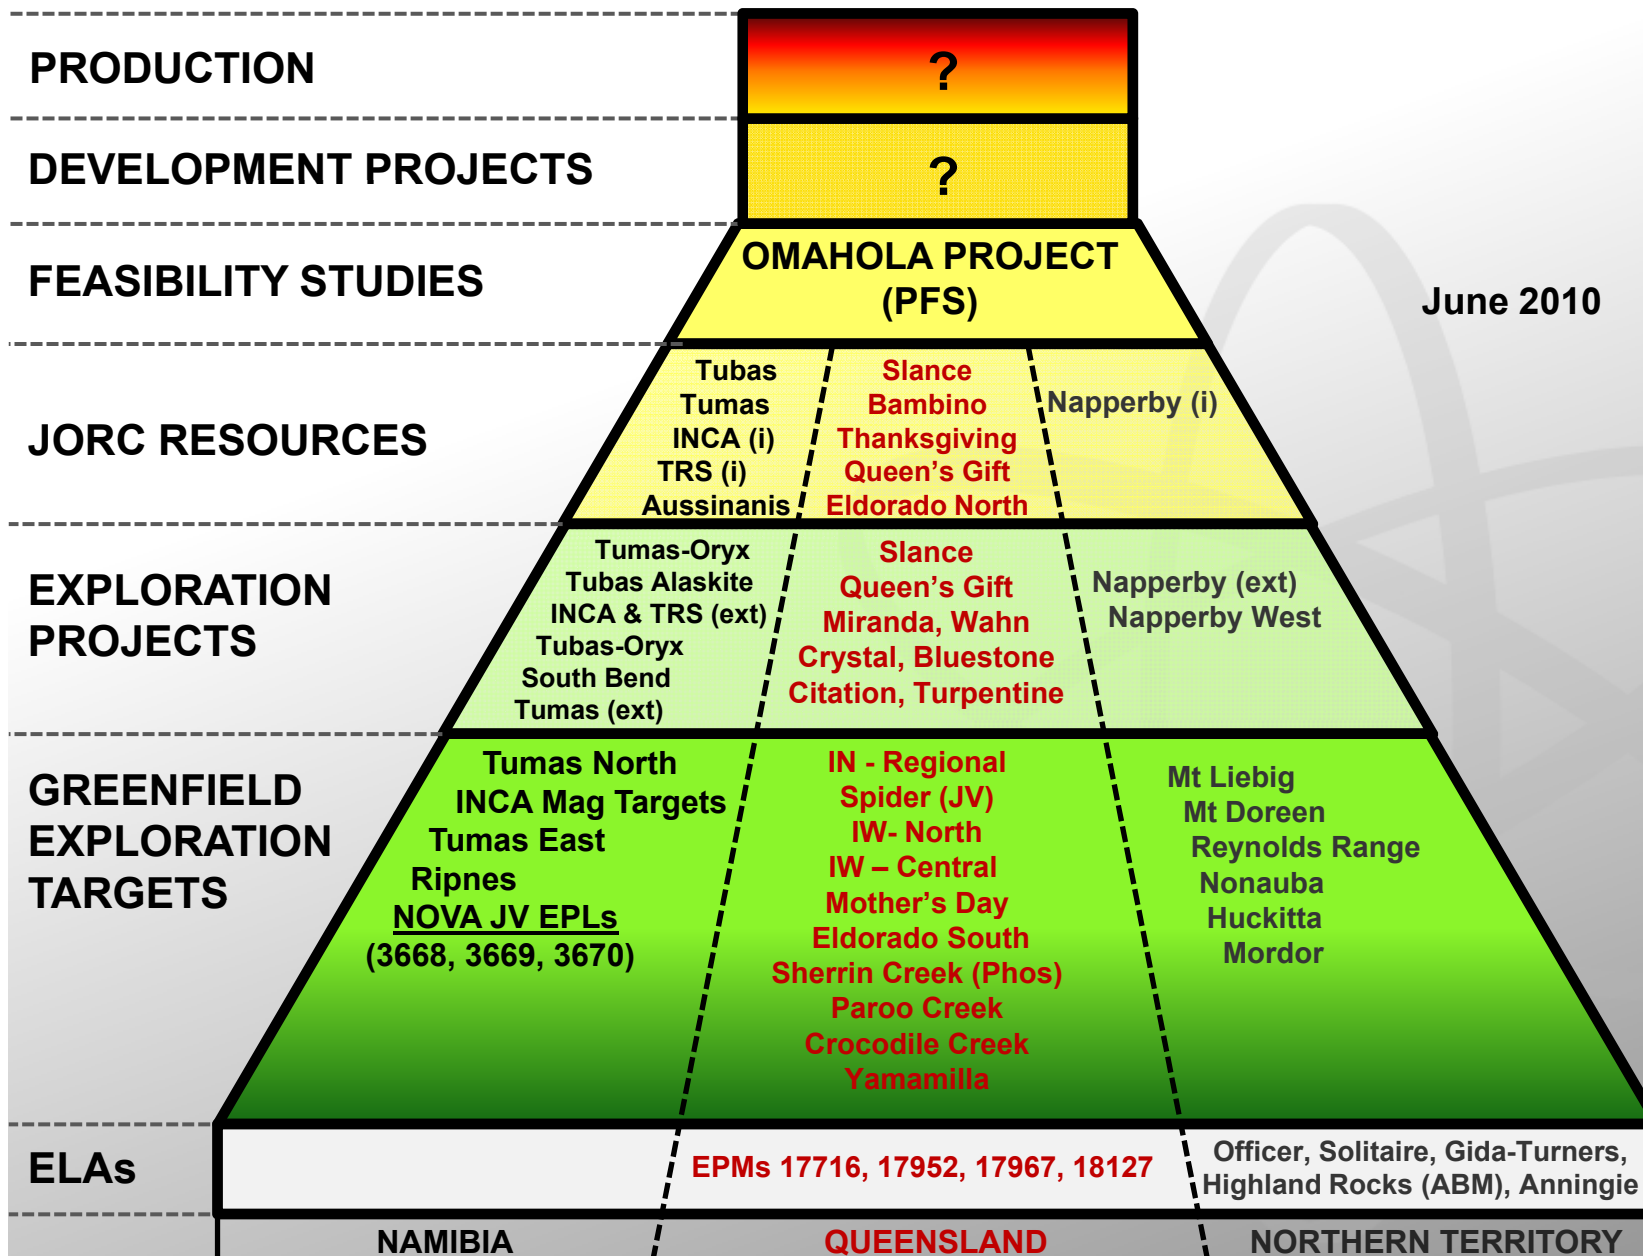 PRODUCTION
?
DEVELOPMENT PROJECTS
?
FEASIBILITY STUDIES
OMAHOLA PROJECT
(PFS)
June 2010
JORC RESOURCES
Tubas
Tumas
INCA (i)
TRS (i)
Aussinanis
Slance
Bambino
Thanksgiving
Queen's Gift
Eldorado North
Napperby (i)
EXPLORATION
PROJECTS
Tumas-Oryx
Tubas Alaskite
INCA & TRS (ext)
Tubas-Oryx
South Bend
Tumas (ext)
Slance
Queen's Gift
Miranda, Wahn
Crystal, Bluestone
Citation, Turpentine
Napperby (ext)
Napperby West
GREENFIELD
EXPLORATION
TARGETS
Tumas North
INCA Mag Targets
Tumas East
Ripnes
NOVA JV EPLs
(3668, 3669, 3670)
IN - Regional
Spider (JV)
IW- North
IW – Central
Mother's Day
Eldorado South
Sherrin Creek (Phos)
Paroo Creek
Crocodile Creek
Yamamilla
Mt Liebig
Mt Doreen
Reynolds Range
Nonauba
Huckitta
Mordor
ELAs
EPMs 17716, 17952, 17967, 18127
Officer, Solitaire, Gida-Turners,
Highland Rocks (ABM), Anningie
NAMIBIA
QUEENSLAND
NORTHERN TERRITORY